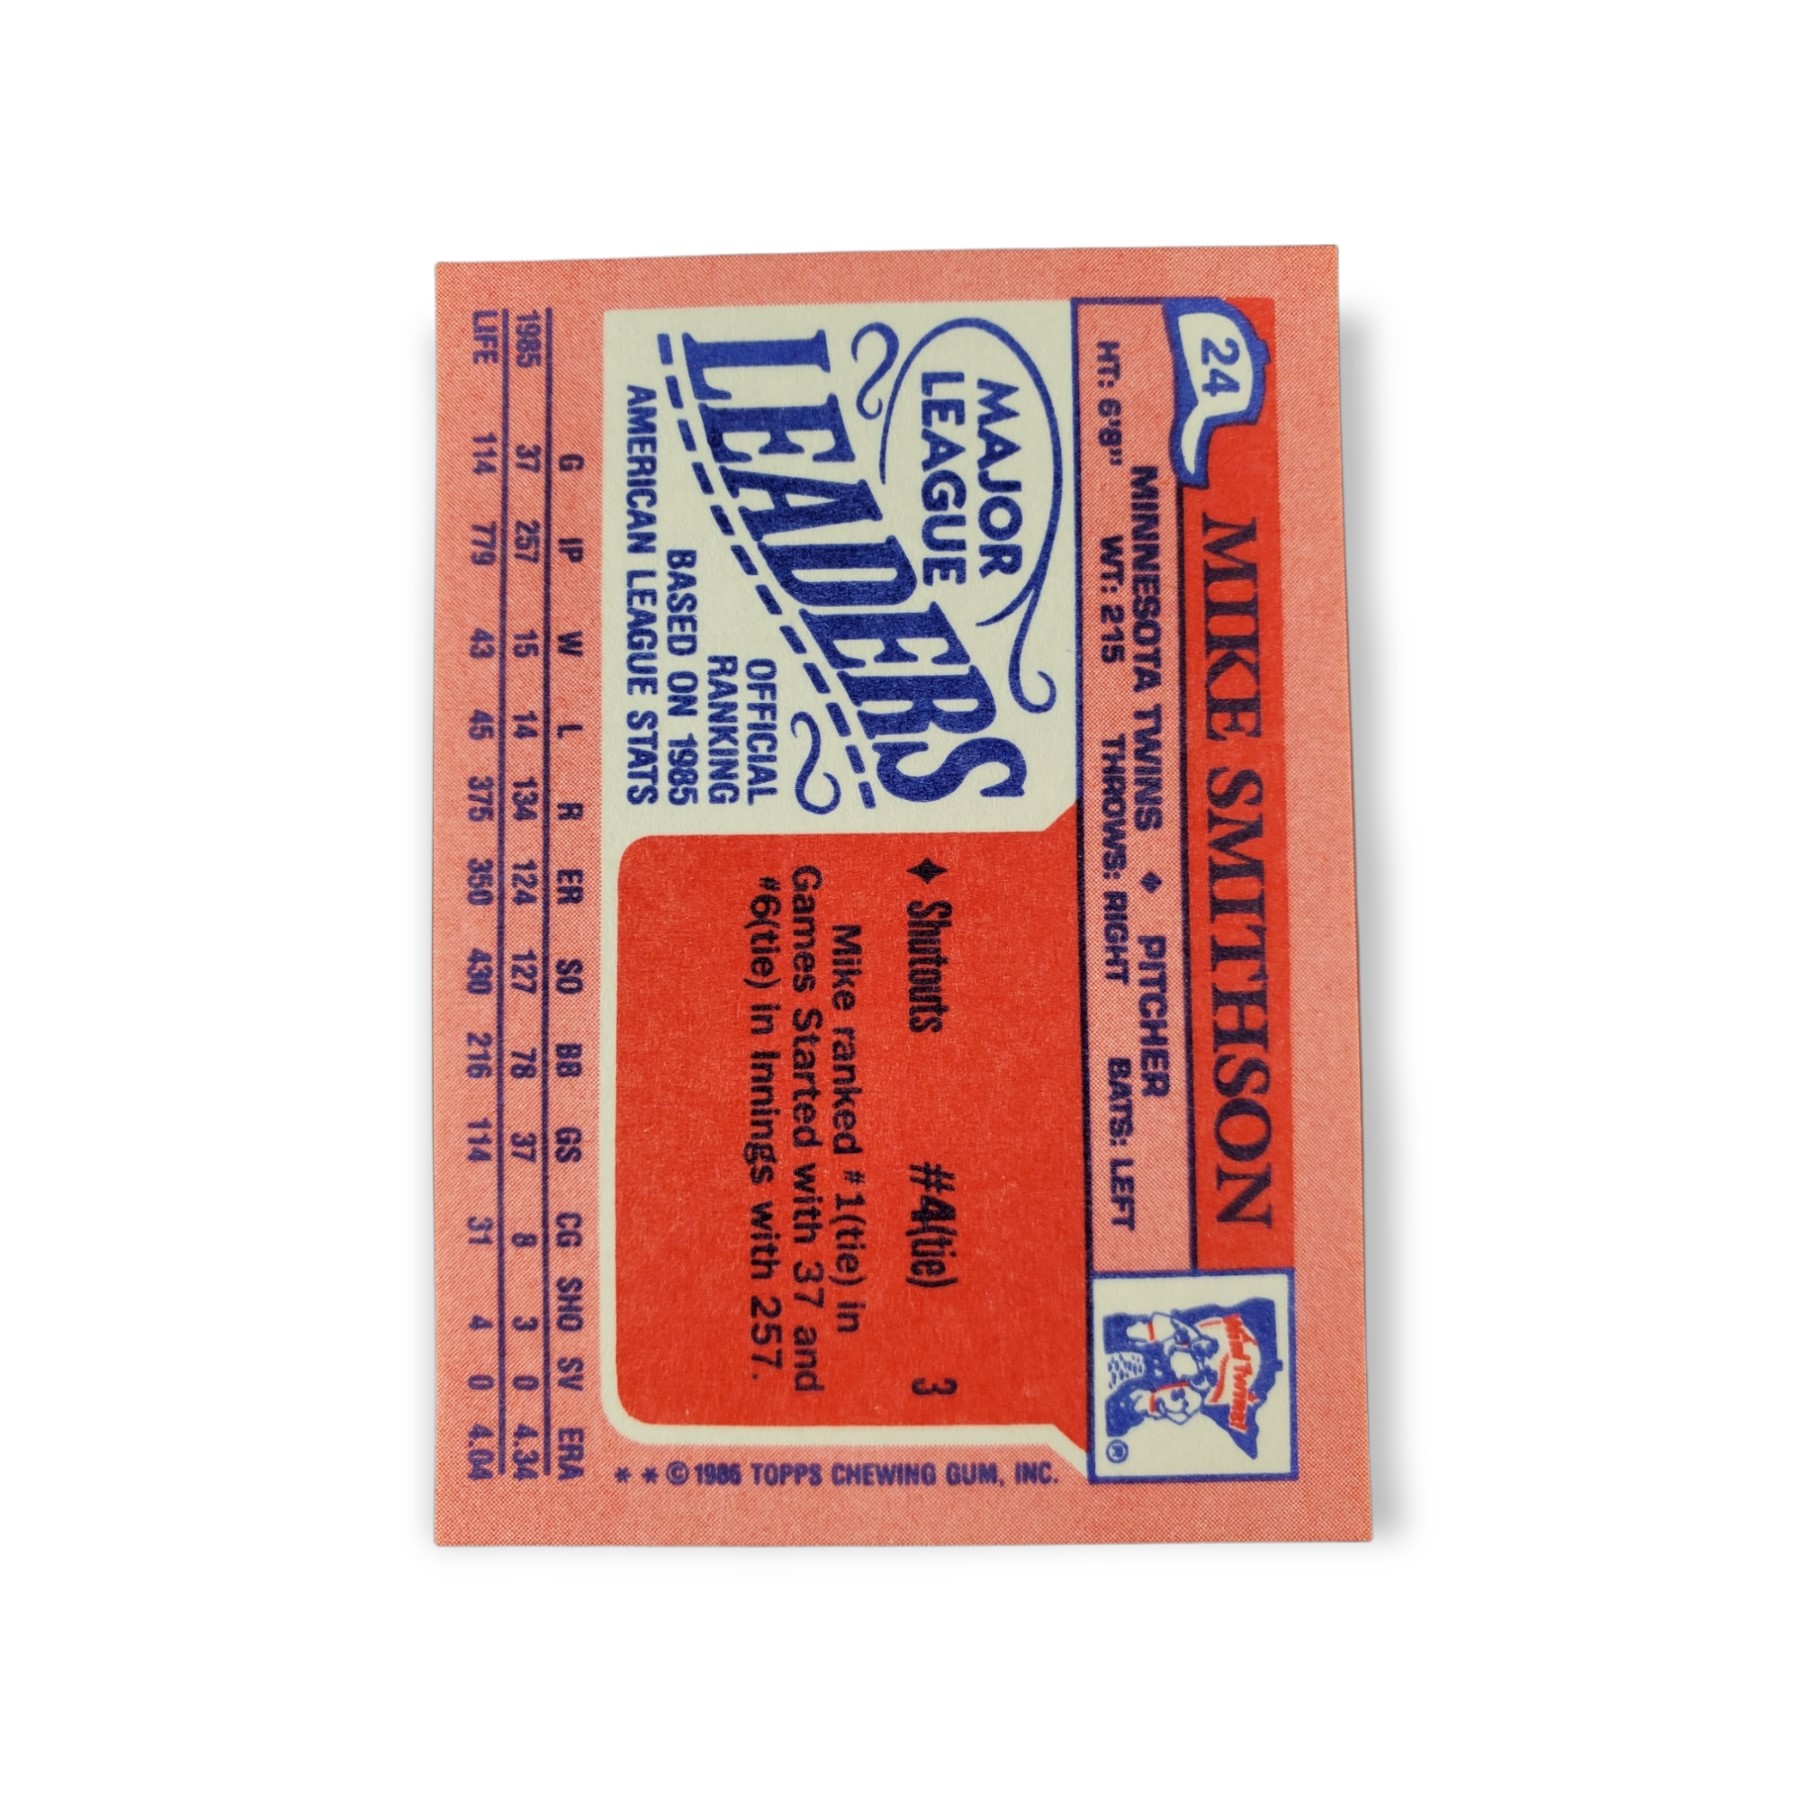 24
MIKE SMITHSON
MINNESOTA TWINS ♦ PITCHER
HT: 6'8" WT: 215 THROWS: RIGHT BATS: LEFT
MAJOR
LEAGUE
LEADERS
OFFICIAL
RANKING
BASED ON 1985
AMERICAN LEAGUE STATS
♦ Shutouts #4(tie) 3
Mike ranked #1(tie) in
Games Started with 37 and
#6(tie) in Innings with 257.
Twins!
®
* * © 1986 TOPPS CHEWING GUM, INC.
G IP W L R ER SO BB GS CG SHO SV ERA
1985 37 257 15 14 134 124 127 78 37 8 3 0 4.34
LIFE 114 779 43 45 375 350 430 216 114 31 4 0 4.04